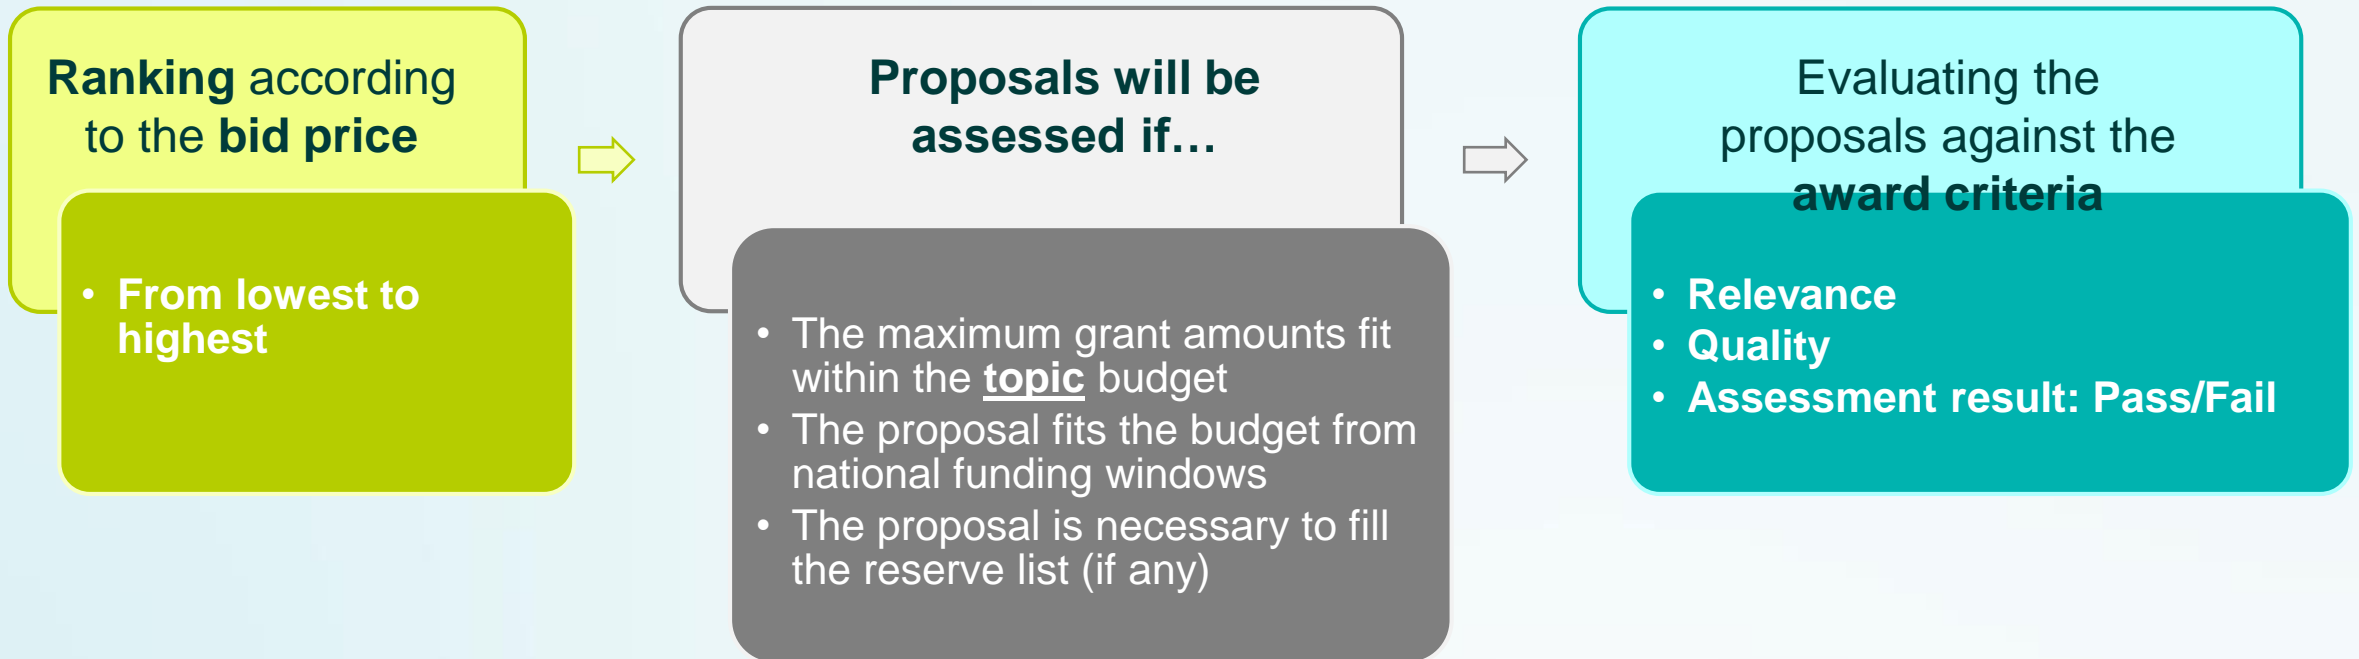 Ranking according
to the bid price
• From lowest to
highest
Proposals will be
assessed if…
• The maximum grant amounts fit
within the topic budget
• The proposal fits the budget from
national funding windows
• The proposal is necessary to fill
the reserve list (if any)
Evaluating the
proposals against the
award criteria
• Relevance
• Quality
• Assessment result: Pass/Fail